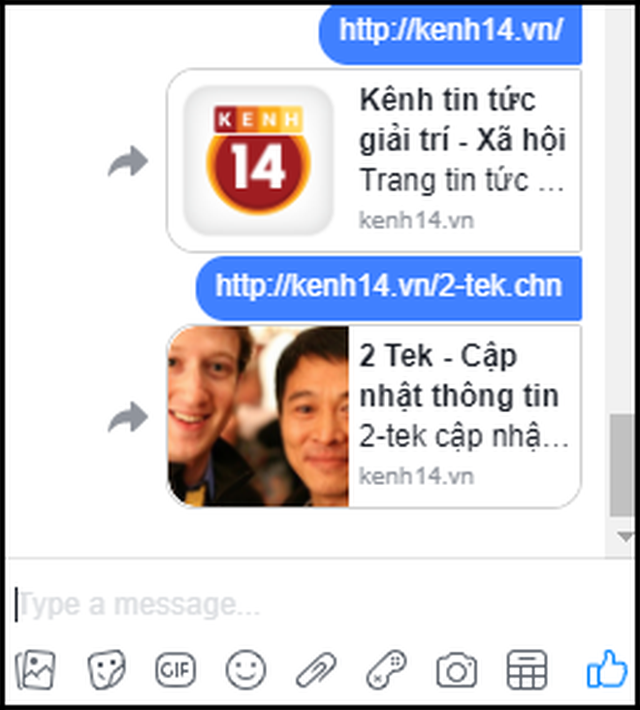 http://kenh14.vn/
KENH
14
Kênh tin tức
giải trí - Xã hội
Trang tin tức ...
kenh14.vn
http://kenh14.vn/2-tek.chn
2 Tek - Cập
nhật thông tin
2-tek cập nhậ...
kenh14.vn
Type a message...
GIF